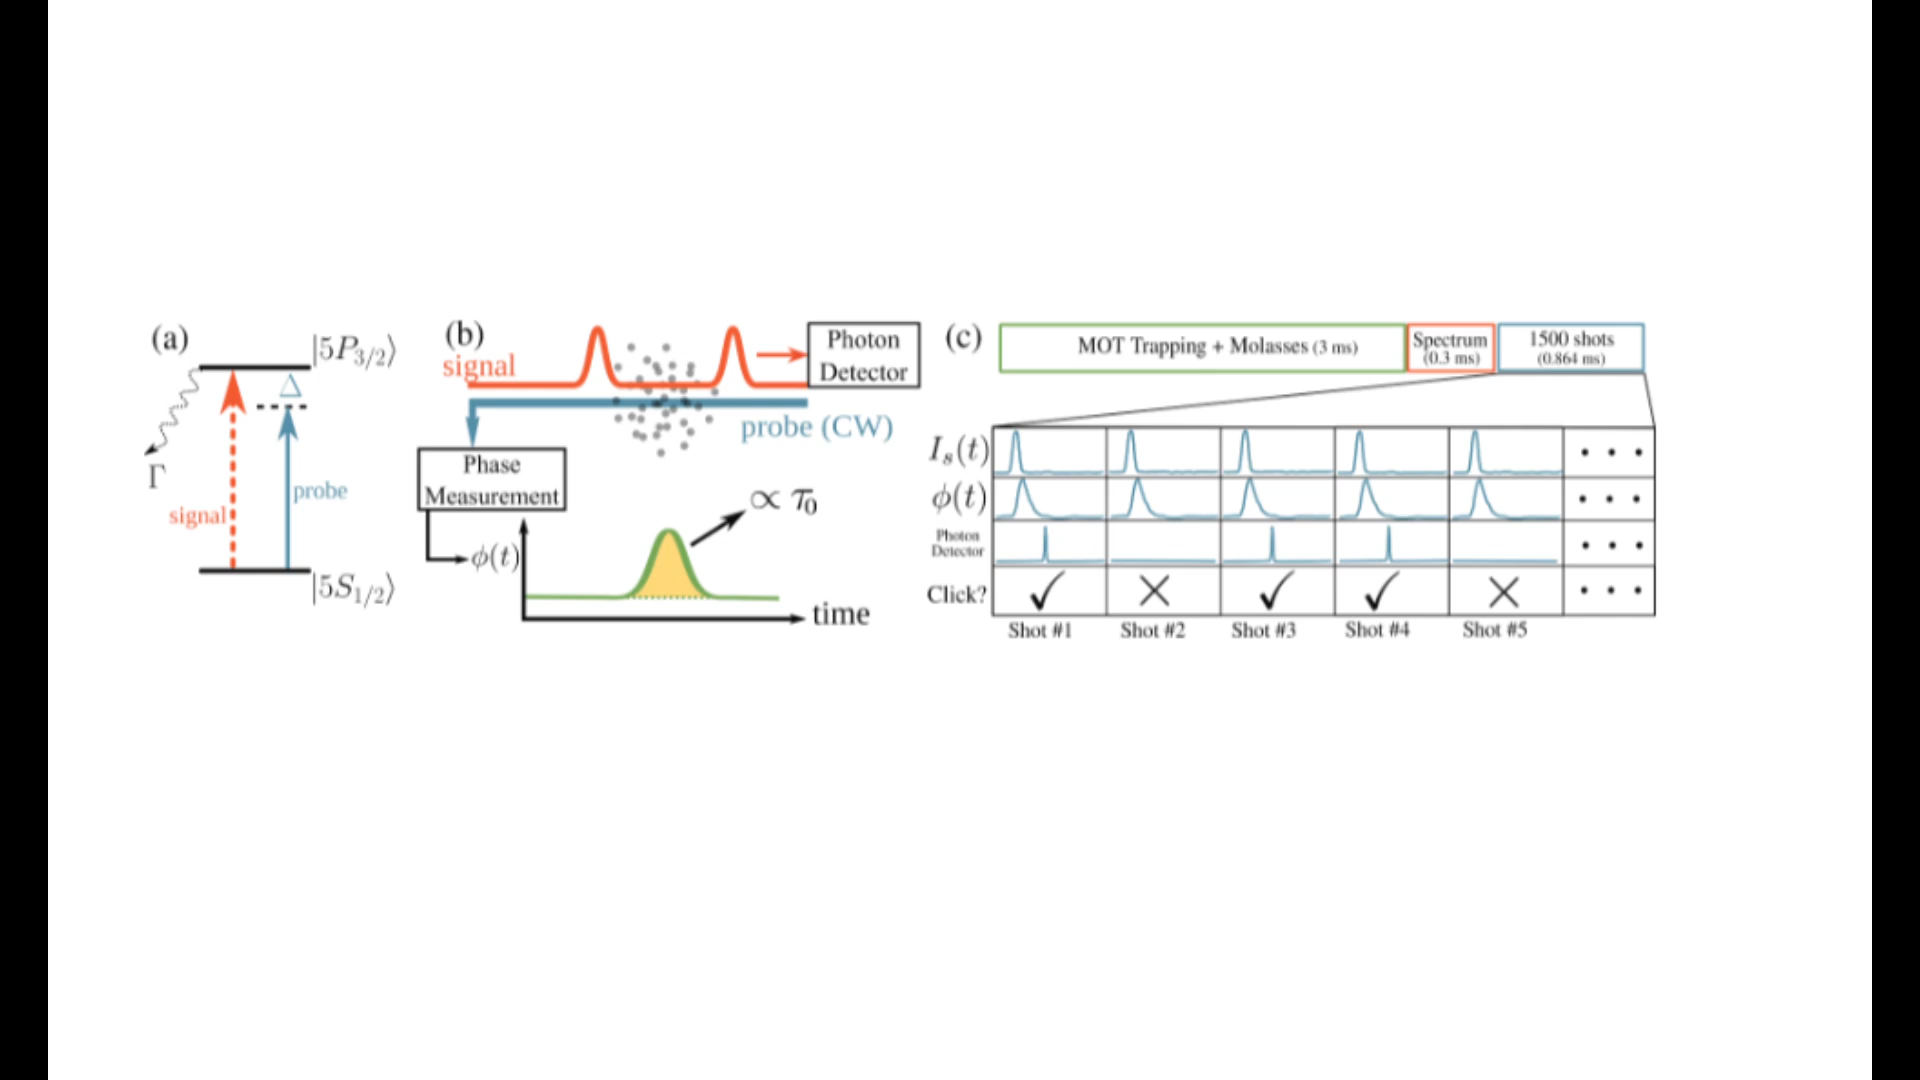 (a)
|5P3/2⟩
Δ
Γ
signal
probe
|5S1/2⟩
(b)
signal
Photon
Detector
probe (CW)
Phase
Measurement
∝ τ0
ϕ(t)
time
(c)
MOT Trapping + Molasses (3 ms)
Spectrum
(0.3 ms)
1500 shots
(0.864 ms)
Is(t)
• • •
ϕ(t)
• • •
Photon
Detector
• • •
Click? ✓ × ✓ ✓ × • • •
Shot #1 Shot #2 Shot #3 Shot #4 Shot #5